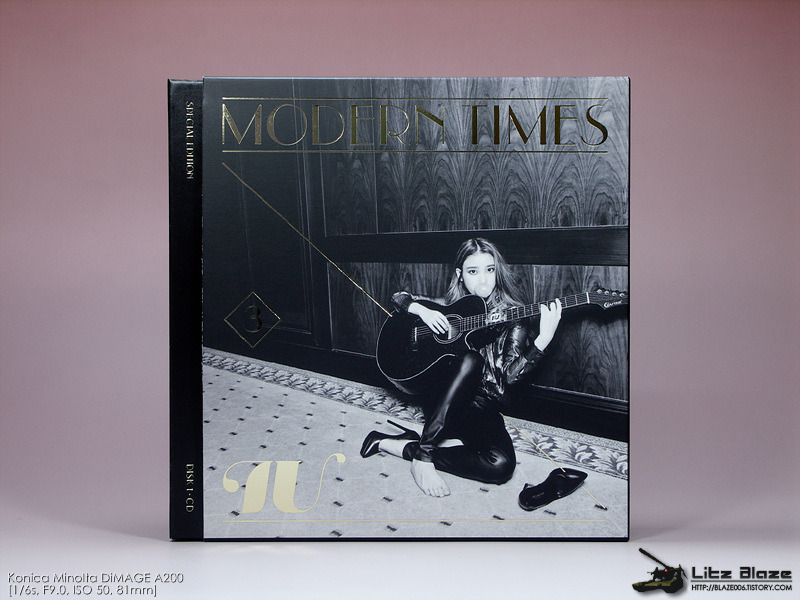 MODERN TIMES
SPECIAL EDITION
3
IU
DISK 1 · CD
Konica Minolta DiMAGE A200
[1/6s, F9.0, ISO 50, 81mm]
Litz Blaze
HTTP://BLAZE006.TISTORY.COM